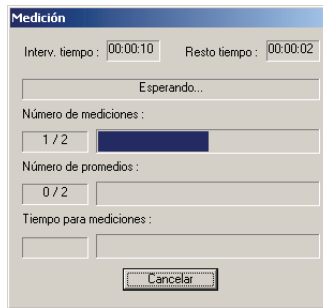 Medición
Interv. tiempo : 00:00:10 Resto tiempo : 00:00:02
Esperando...
Número de mediciones :
1 / 2
Número de promedios :
0 / 2
Tiempo para mediciones :
Cancelar